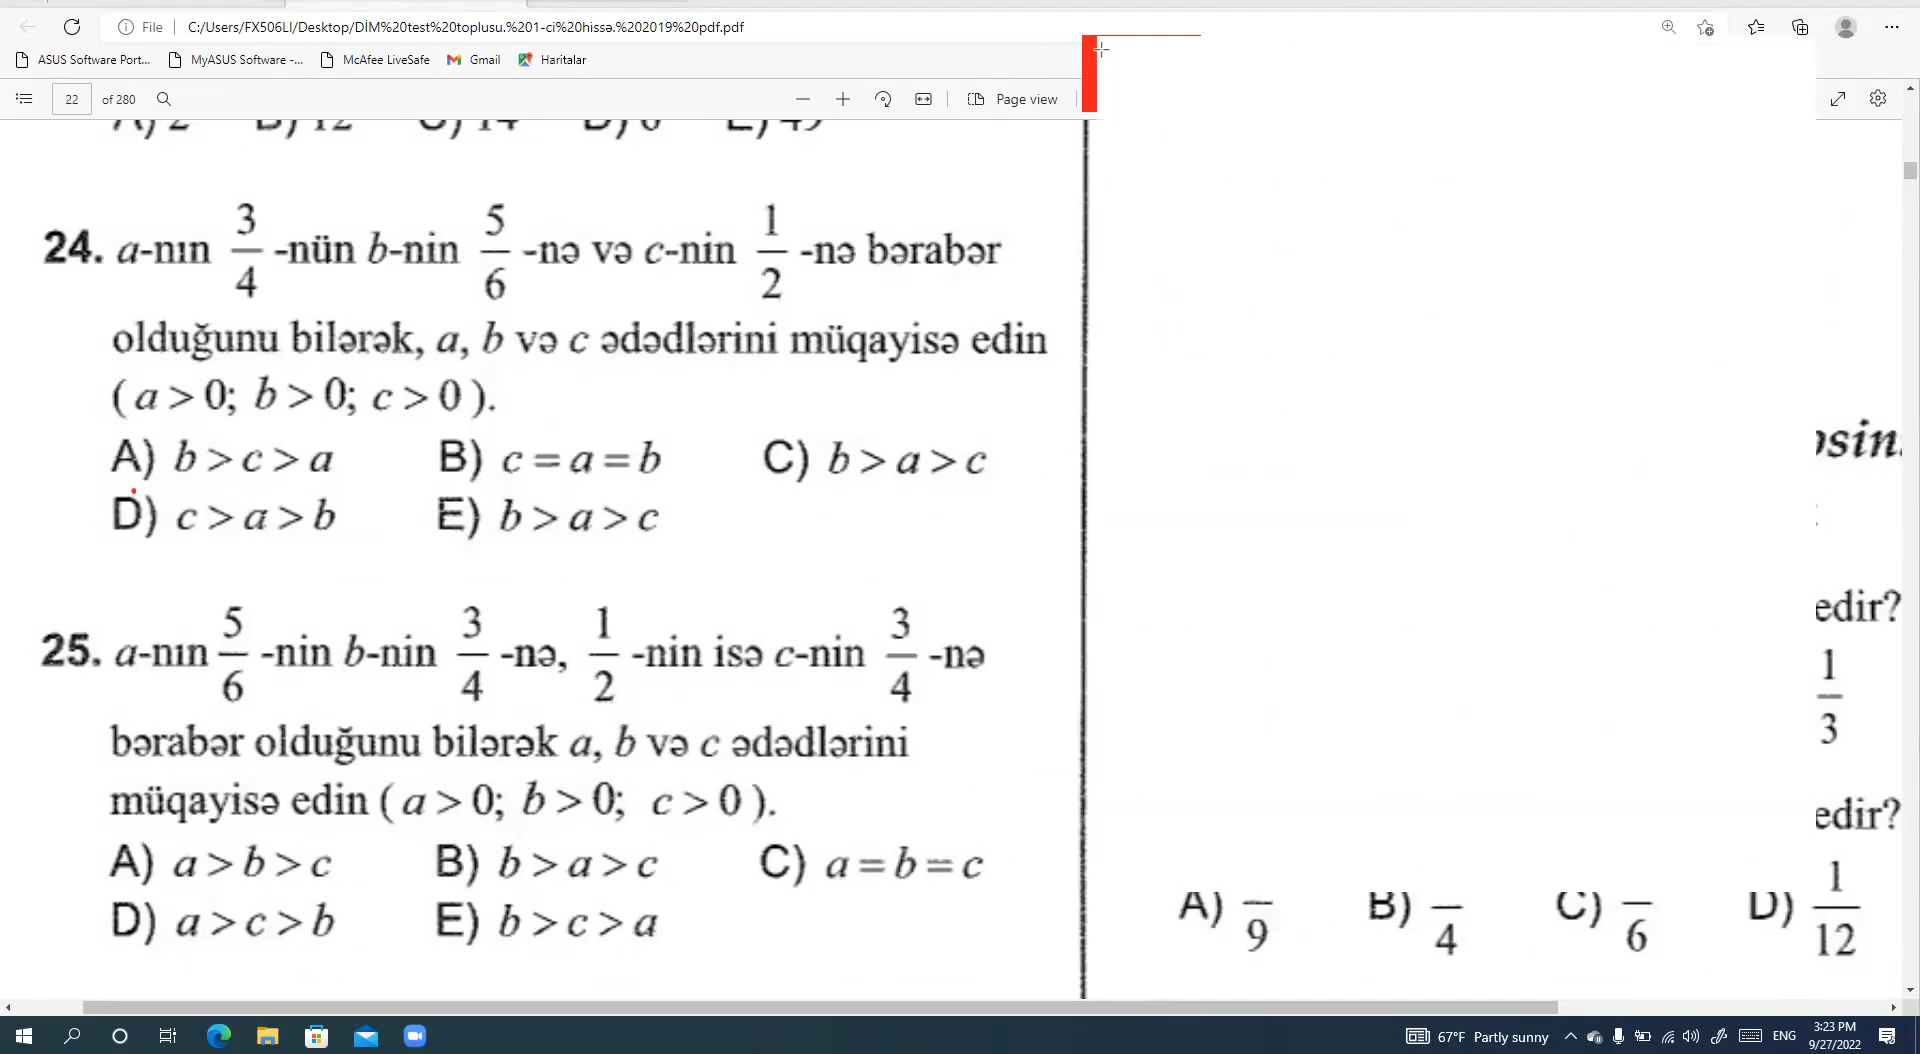 File C:/Users/FX506LI/Desktop/DİM%20test%20toplusu.%201-ci%20hissə.%202019%20pdf.pdf
ASUS Software Port... MyASUS Software -... McAfee LiveSafe Gmail Haritalar
22 of 280 Page view
24. a-nın 3/4 -nün b-nin 5/6 -nə və c-nin 1/2 -nə bərabər
olduğunu bilərək, a, b və c ədədlərini müqayisə edin
( a > 0; b > 0; c > 0 ).
A) b > c > a B) c = a = b C) b > a > c
D) c > a > b E) b > a > c
25. a-nın 5/6 -nin b-nin 3/4 -nə, 1/2 -nin isə c-nin 3/4 -nə
bərabər olduğunu bilərək a, b və c ədədlərini
müqayisə edin ( a > 0; b > 0; c > 0 ).
A) a > b > c B) b > a > c C) a = b = c
D) a > c > b E) b > c > a
edir?
1/3
edir?
A) 9 B) 4 C) 6 D) 1/12
67°F Partly sunny ENG 3:23 PM
9/27/2022